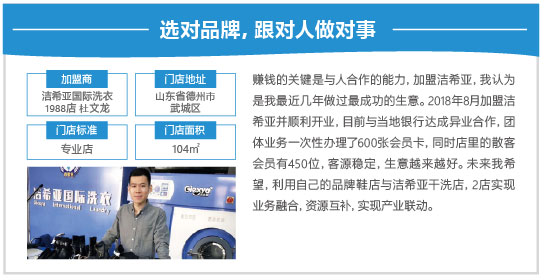 选对品牌，跟对人做对事
加盟商
门店地址
洁希亚国际洗衣
1988店 杜文龙
山东省德州市
武城区
门店标准
门店面积
专业店
104㎡
赚钱的关键是与人合作的能力，加盟洁希亚，我认为
是我最近几年做过最成功的生意。2018年8月加盟洁
希亚并顺利开业，目前与当地银行达成异业合作，团
体业务一次性办理了600张会员卡，同时店里的散客
会员有450位，客源稳定，生意越来越好。未来我希
望，利用自己的品牌鞋店与洁希亚干洗店，2店实现
业务融合，资源互补，实现产业联动。
洁希亚国际洗衣
International Laundry